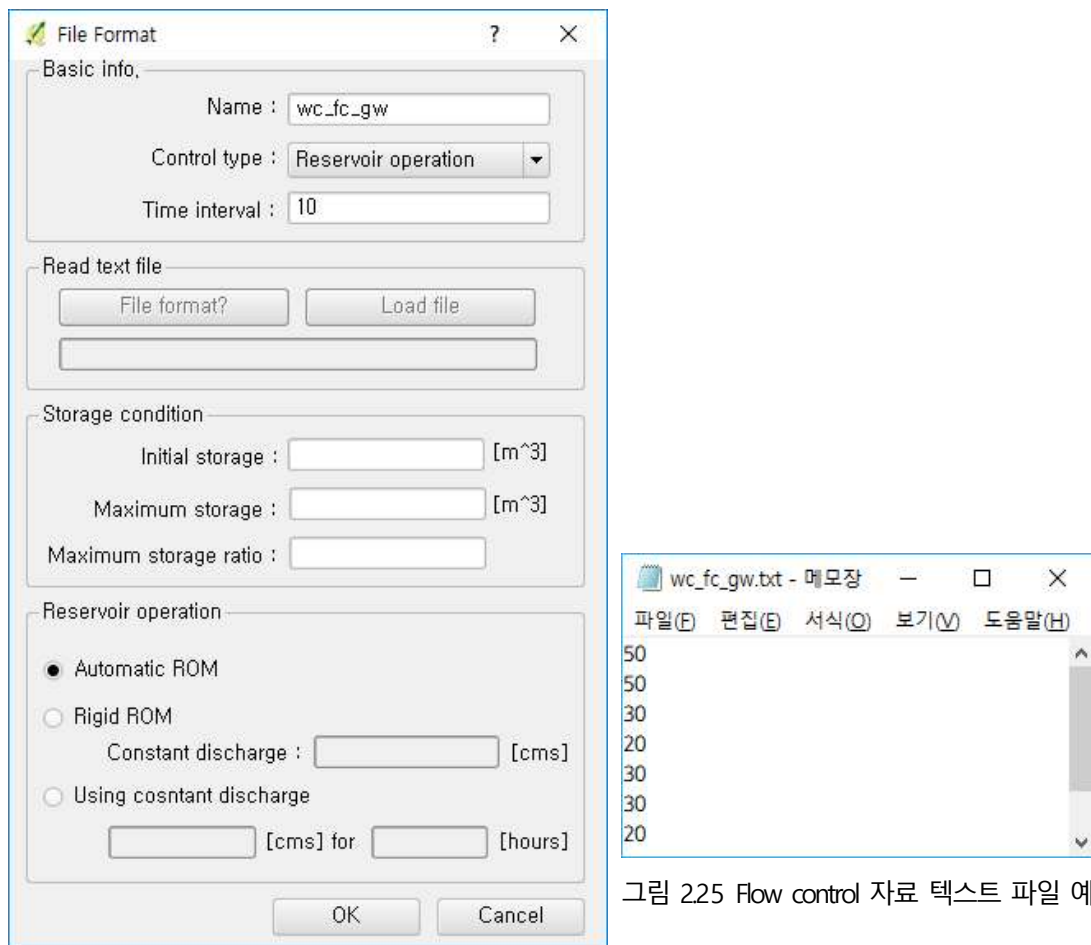 File Format ? ×
Basic info,
Name : wc_fc_gw
Control type : Reservoir operation
Time interval : 10
Read text file
File format? Load file
Storage condition
Initial storage : [m^3]
Maximum storage : [m^3]
Maximum storage ratio :
Reservoir operation
Automatic ROM
Rigid ROM
Constant discharge : [cms]
Using cosntant discharge
[cms] for [hours]
OK Cancel
wc_fc_gw.txt - 메모장
파일(F) 편집(E) 서식(O) 보기(V) 도움말(H)
50
50
30
20
30
30
20
그림 2.25 Flow control 자료 텍스트 파일 예